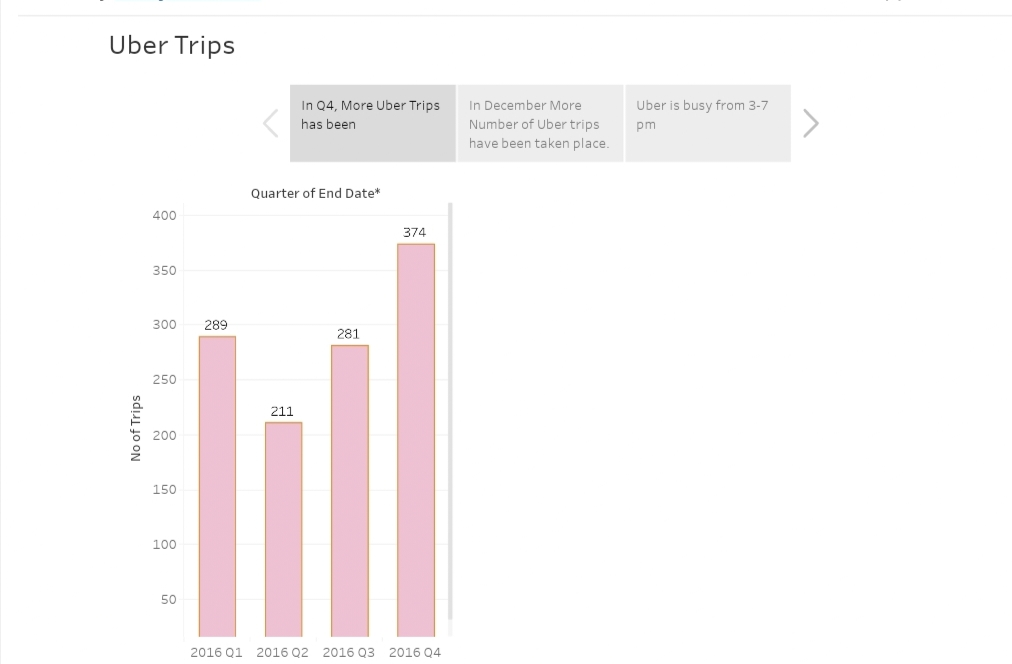 Uber Trips
In Q4, More Uber Trips
has been
In December More
Number of Uber trips
have been taken place.
Uber is busy from 3-7
pm
Quarter of End Date*
400
350
300
250
200
150
100
50
No of Trips
289
211
281
374
2016 Q1
2016 Q2
2016 Q3
2016 Q4